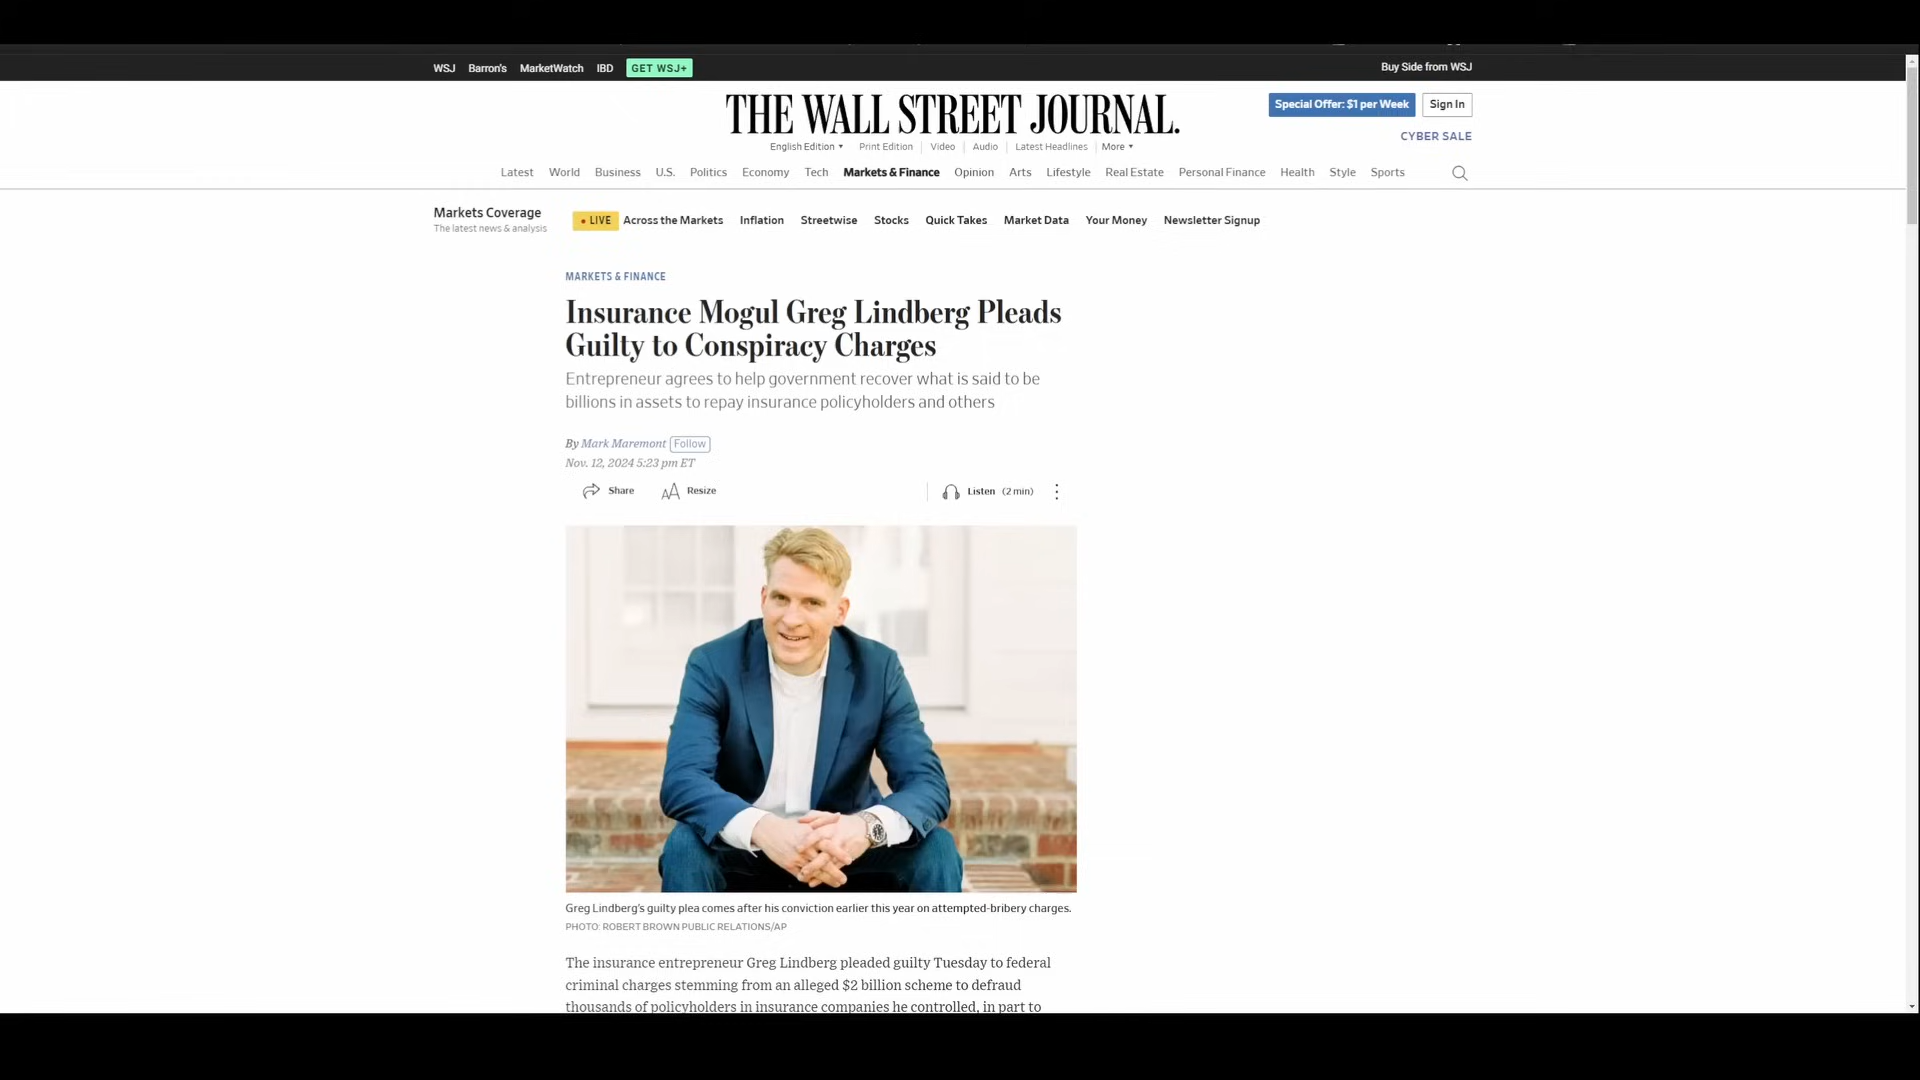 WSJ Barron's MarketWatch IBD GET WSJ+ Buy Side from WSJ
THE WALL STREET JOURNAL.
Special Offer: $1 per Week Sign In
CYBER SALE
English Edition Print Edition Video Audio Latest Headlines More
Latest World Business U.S. Politics Economy Tech Markets & Finance Opinion Arts Lifestyle Real Estate Personal Finance Health Style Sports
Markets Coverage
The latest news & analysis
• LIVE Across the Markets Inflation Streetwise Stocks Quick Takes Market Data Your Money Newsletter Signup
MARKETS & FINANCE
Insurance Mogul Greg Lindberg Pleads
Guilty to Conspiracy Charges
Entrepreneur agrees to help government recover what is said to be
billions in assets to repay insurance policyholders and others
By Mark Maremont Follow
Nov. 12, 2024 5:23 pm ET
Share AA Resize Listen (2 min)
Greg Lindberg's guilty plea comes after his conviction earlier this year on attempted-bribery charges.
PHOTO: ROBERT BROWN PUBLIC RELATIONS/AP
The insurance entrepreneur Greg Lindberg pleaded guilty Tuesday to federal
criminal charges stemming from an alleged $2 billion scheme to defraud
thousands of policyholders in insurance companies he controlled, in part to